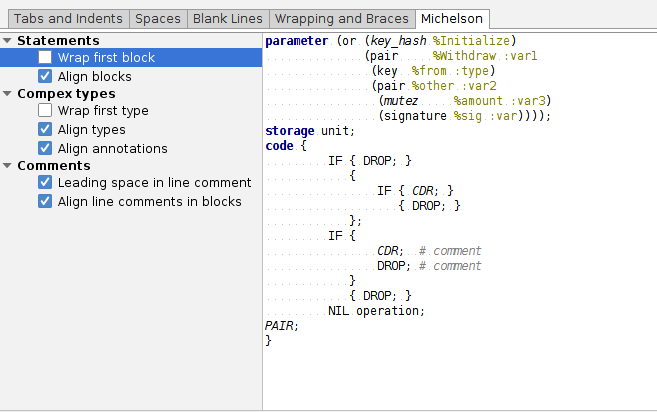 Tabs and Indents Spaces Blank Lines Wrapping and Braces Michelson
Statements
Wrap first block
Align blocks
Compex types
Wrap first type
Align types
Align annotations
Comments
Leading space in line comment
Align line comments in blocks
parameter (or (key_hash %Initialize)
(pair %Withdraw :var1
(key %from :type)
(pair %other :var2
(mutez %amount :var3)
(signature %sig :var))));
storage unit;
code {
IF { DROP; }
{
IF { CDR; }
{ DROP; }
};
IF {
CDR; # comment
DROP; # comment
}
{ DROP; }
NIL operation;
PAIR;
}